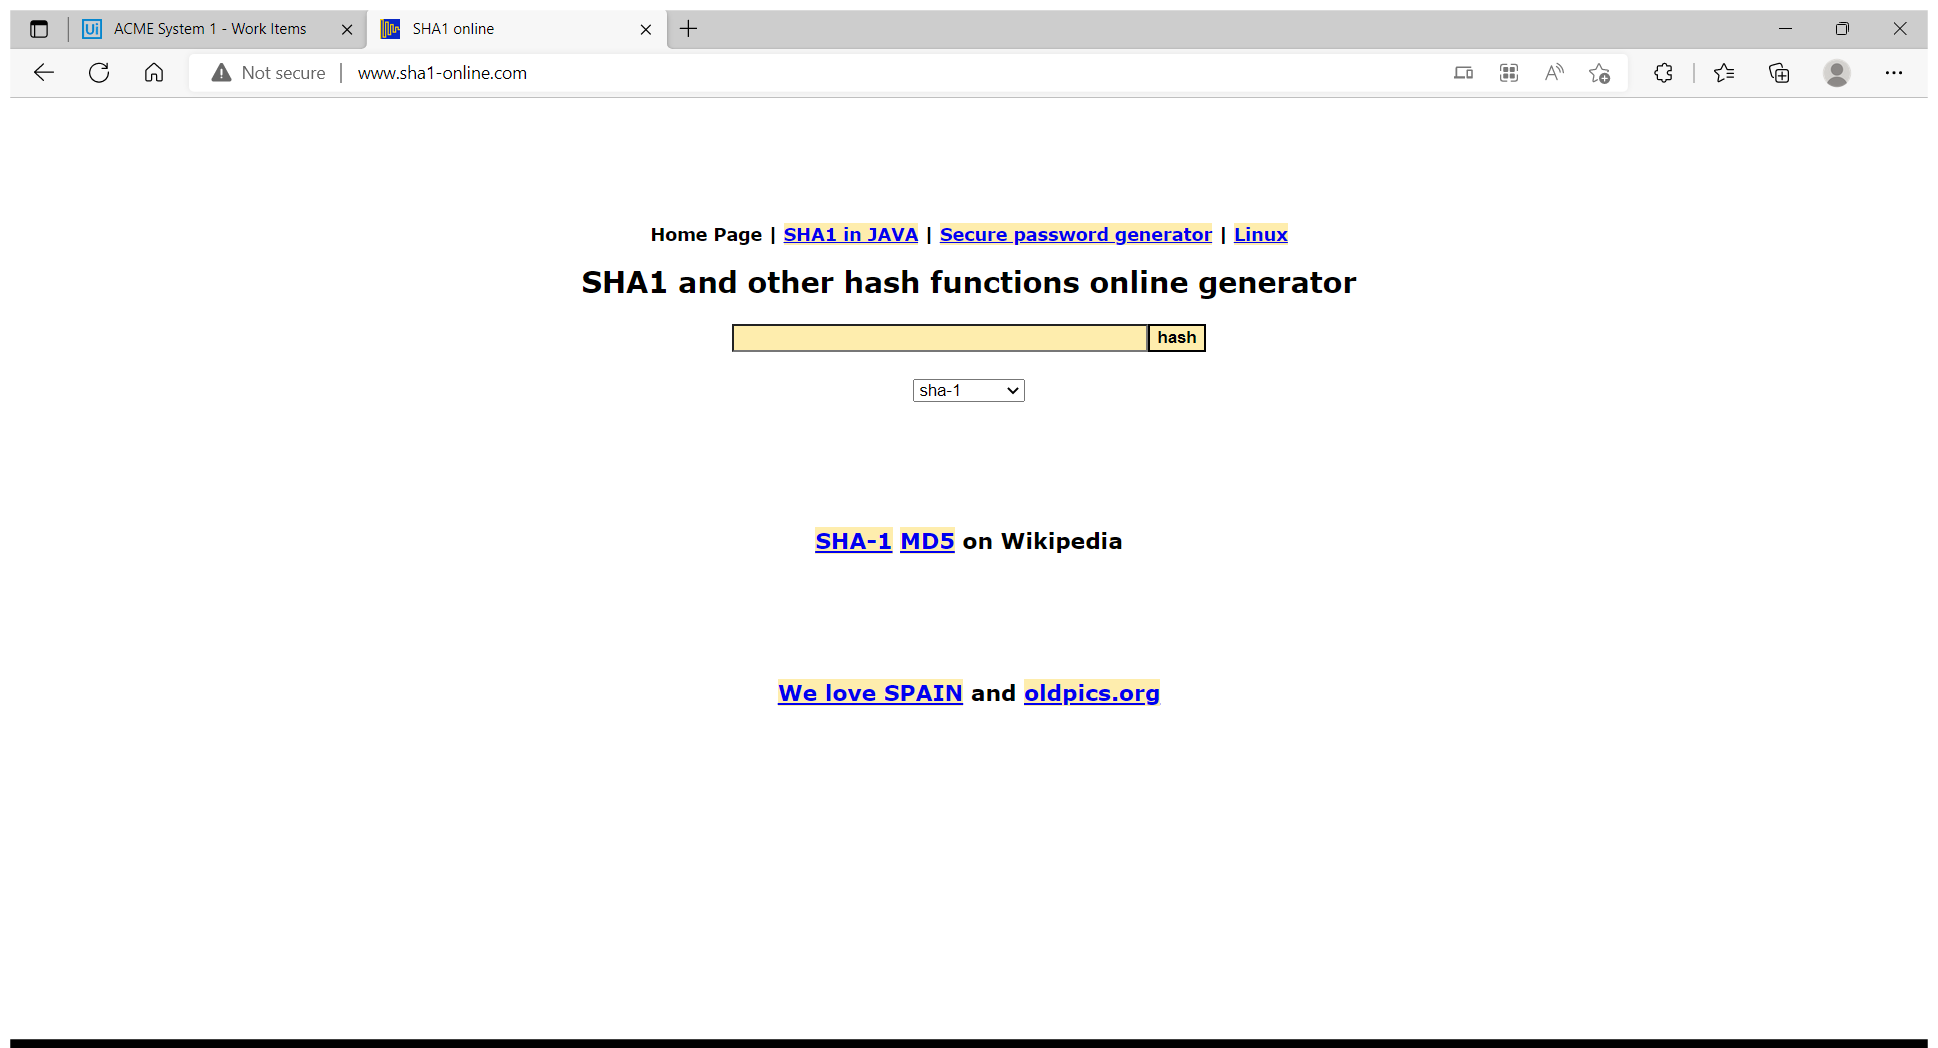 Ui ACME System 1 - Work Items SHA1 online
Not secure www.sha1-online.com
Home Page | SHA1 in JAVA | Secure password generator | Linux
SHA1 and other hash functions online generator
hash
sha-1
SHA-1 MD5 on Wikipedia
We love SPAIN and oldpics.org